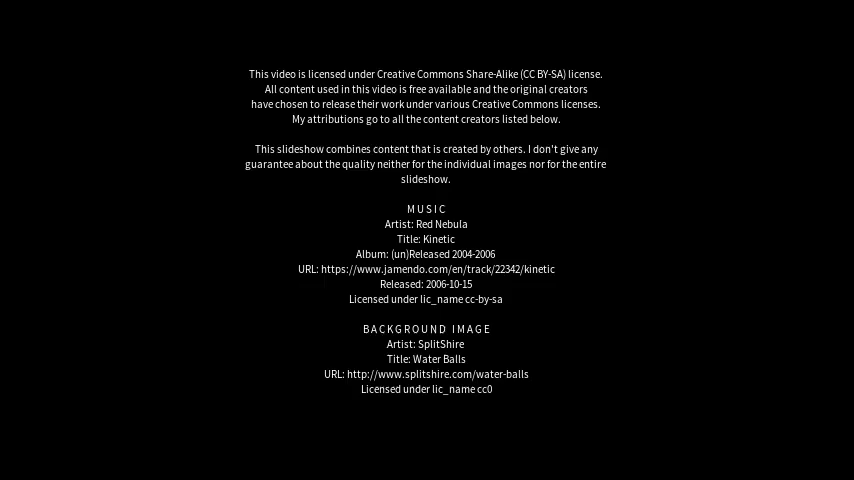 This video is licensed under Creative Commons Share-Alike (CC BY-SA) license.
All content used in this video is free available and the original creators
have chosen to release their work under various Creative Commons licenses.
My attributions go to all the content creators listed below.
This slideshow combines content that is created by others. I don't give any
guarantee about the quality neither for the individual images nor for the entire
slideshow.
MUSIC
Artist: Red Nebula
Title: Kinetic
Album: (un)Released 2004-2006
URL: https://www.jamendo.com/en/track/22342/kinetic
Released: 2006-10-15
Licensed under lic_name cc-by-sa
BACKGROUND IMAGE
Artist: SplitShire
Title: Water Balls
URL: http://www.splitshire.com/water-balls
Licensed under lic_name cc0